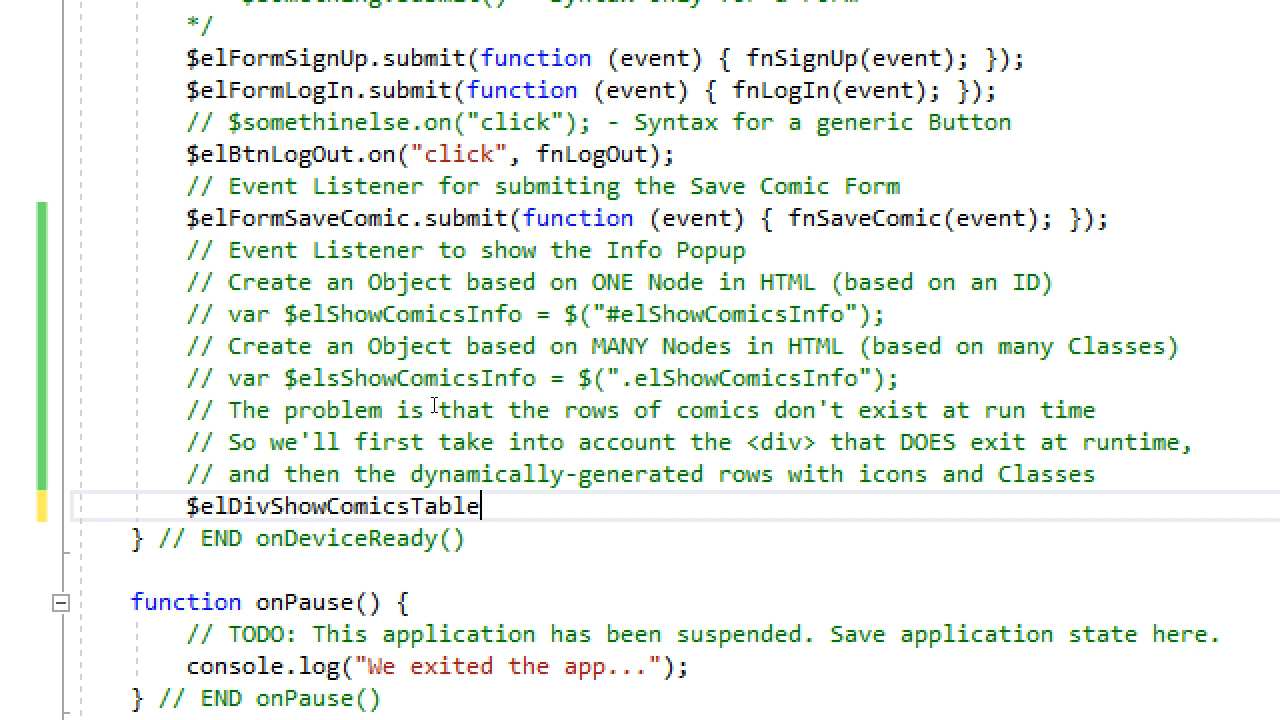 */
$elFormSignUp.submit(function (event) { fnSignUp(event); });
$elFormLogIn.submit(function (event) { fnLogIn(event); });
// $somethinelse.on("click"); - Syntax for a generic Button
$elBtnLogOut.on("click", fnLogOut);
// Event Listener for submiting the Save Comic Form
$elFormSaveComic.submit(function (event) { fnSaveComic(event); });
// Event Listener to show the Info Popup
// Create an Object based on ONE Node in HTML (based on an ID)
// var $elShowComicsInfo = $("#elShowComicsInfo");
// Create an Object based on MANY Nodes in HTML (based on many Classes)
// var $elsShowComicsInfo = $(".elShowComicsInfo");
// The problem is that the rows of comics don't exist at run time
// So we'll first take into account the <div> that DOES exit at runtime,
// and then the dynamically-generated rows with icons and Classes
$elDivShowComicsTable
} // END onDeviceReady()
function onPause() {
// TODO: This application has been suspended. Save application state here.
console.log("We exited the app...");
} // END onPause()